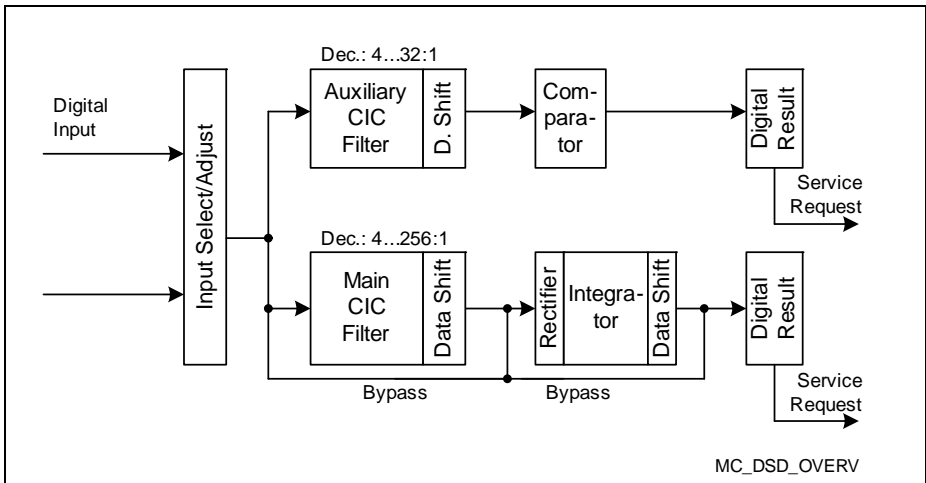 Dec.: 4...32:1
Digital
Input
Input Select/Adjust
Auxiliary
CIC
Filter
D. Shift
Com-
para-
tor
Digital
Result
Service
Request
Dec.: 4...256:1
Main
CIC
Filter
Data Shift
Rectifier
Integra-
tor
Data Shift
Digital
Result
Bypass
Bypass
Service
Request
MC_DSD_OVERV